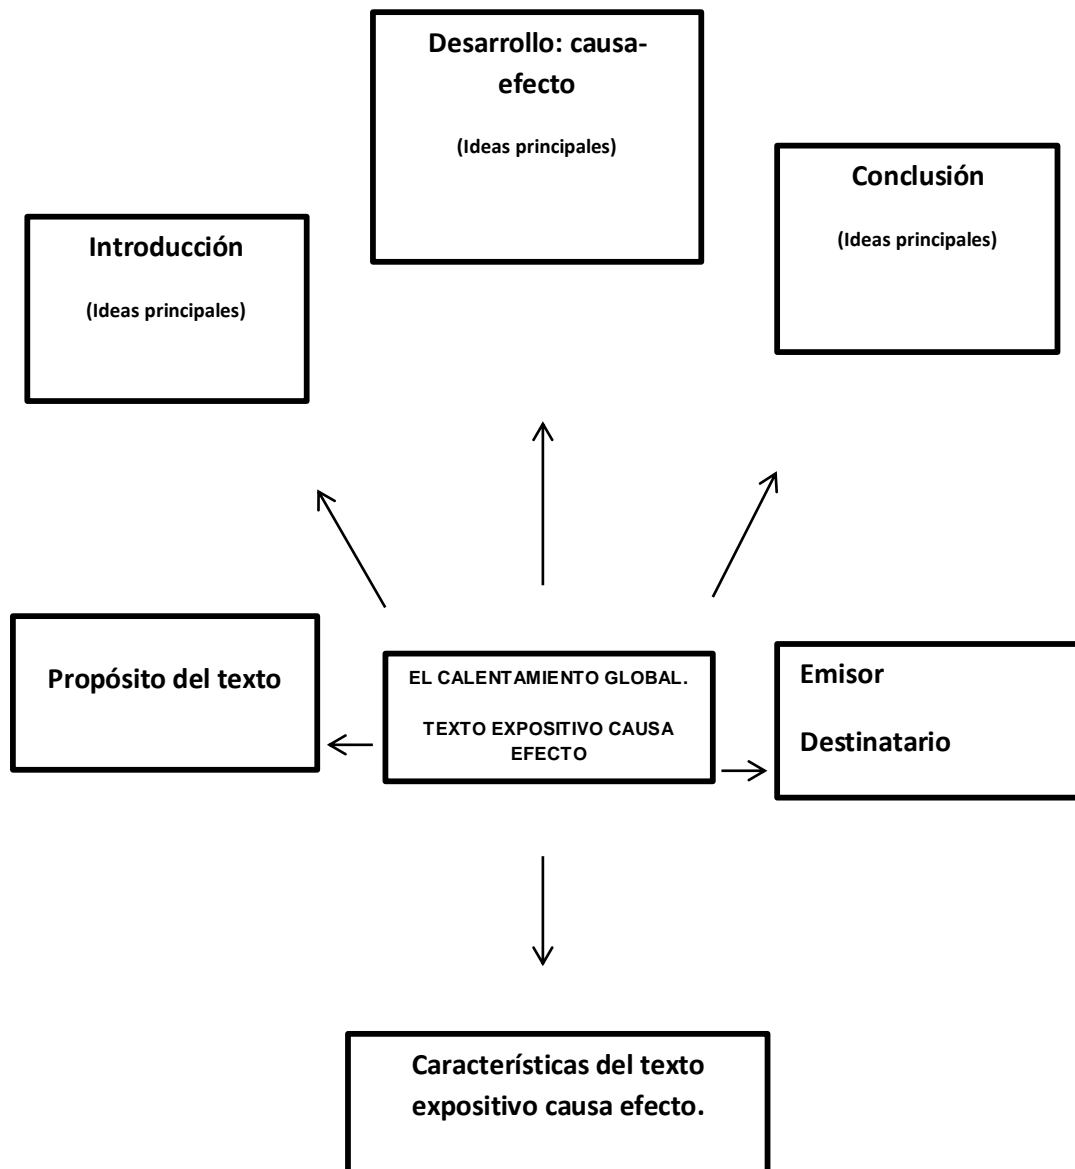 Desarrollo: causa-
efecto
(Ideas principales)
Conclusión
(Ideas principales)
Introducción
(Ideas principales)
Propósito del texto
EL CALENTAMIENTO GLOBAL.
TEXTO EXPOSITIVO CAUSA
EFECTO
Emisor
Destinatario
Características del texto
expositivo causa efecto.